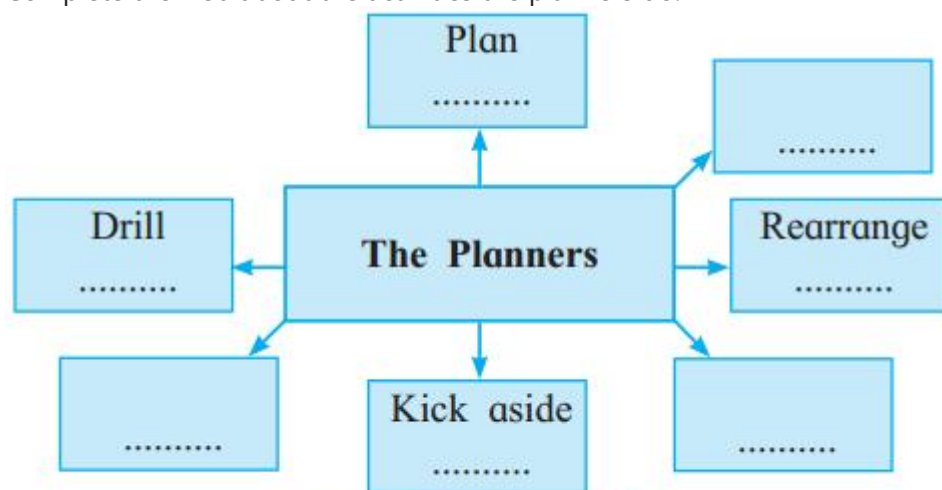 Plan
..........
..........
Drill
..........
The Planners
Rearrange
..........
..........
Kick aside
..........
..........